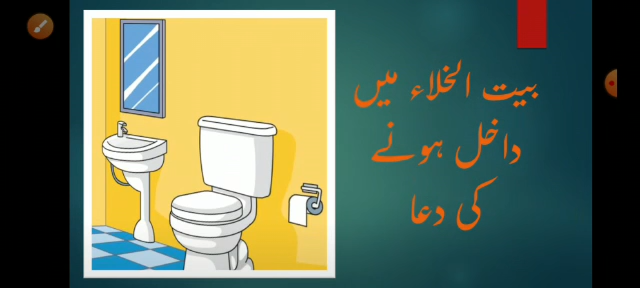 بیت الخلاء میں
داخل ہونے
کی دعا